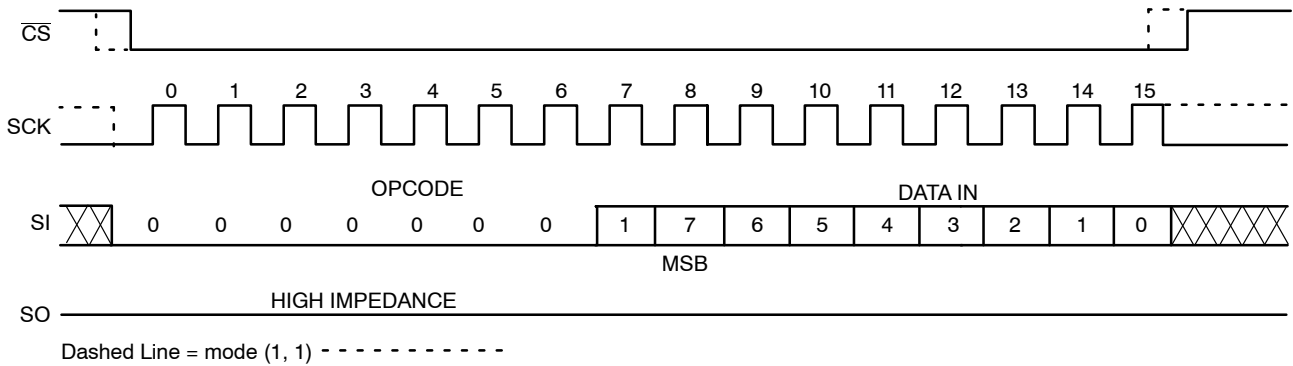 CS
0 1 2 3 4 5 6 7 8 9 10 11 12 13 14 15
SCK
OPCODE DATA IN
SI 0 0 0 0 0 0 0 1 7 6 5 4 3 2 1 0
MSB
HIGH IMPEDANCE
SO
Dashed Line = mode (1, 1)